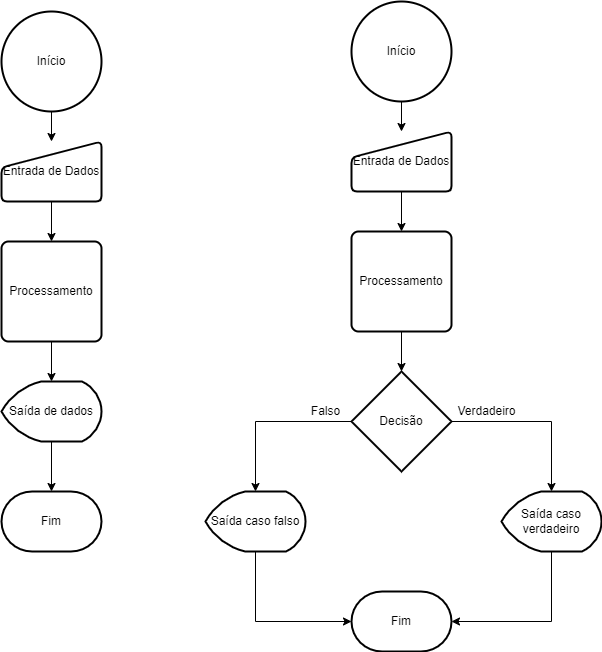 Início
Entrada de Dados
Processamento
Saída de dados
Fim
Início
Entrada de Dados
Processamento
Decisão
Falso
Verdadeiro
Saída caso falso
Saída caso
verdadeiro
Fim